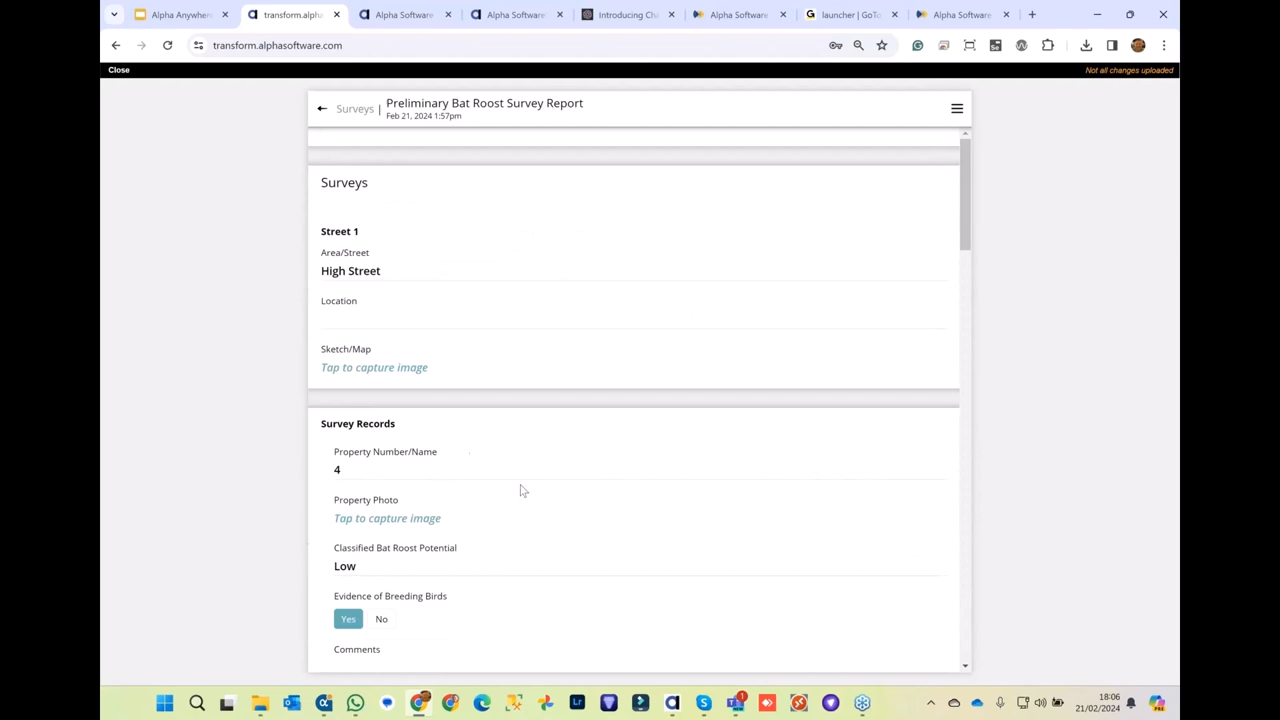 Alpha Anywhere
transform.alpha
Alpha Software
Alpha Survey
Introducing Ch
Alpha Software
launcher | GoTo
Alpha Software
transform.alphasoftware.com
Close
Not all changes uploaded
Surveys | Preliminary Bat Roost Survey Report
Feb 21, 2024 1:57pm
Surveys
Street 1
Area/Street
High Street
Location
Sketch/Map
Tap to capture image
Survey Records
Property Number/Name
4
Property Photo
Tap to capture image
Classified Bat Roost Potential
Low
Evidence of Breeding Birds
Yes No
Comments
18:06
21/02/2024